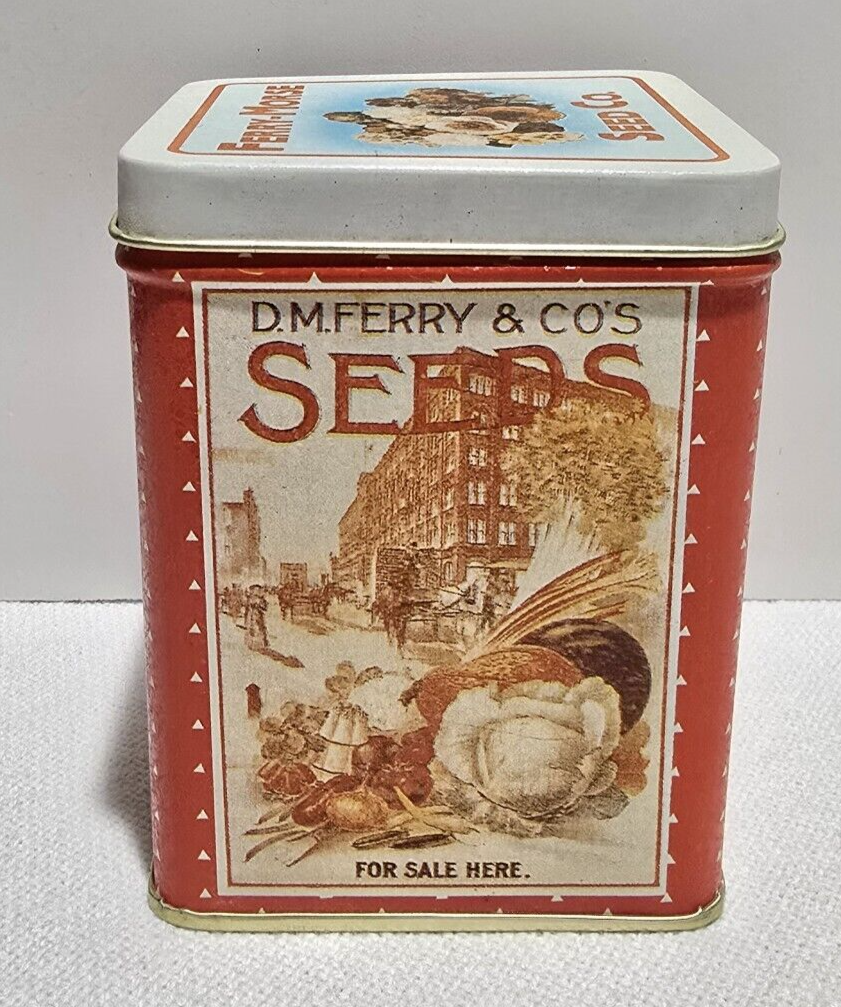 FERRY-MORSE
SEED CO.
D.M.FERRY & CO'S
SEEDS
FOR SALE HERE.